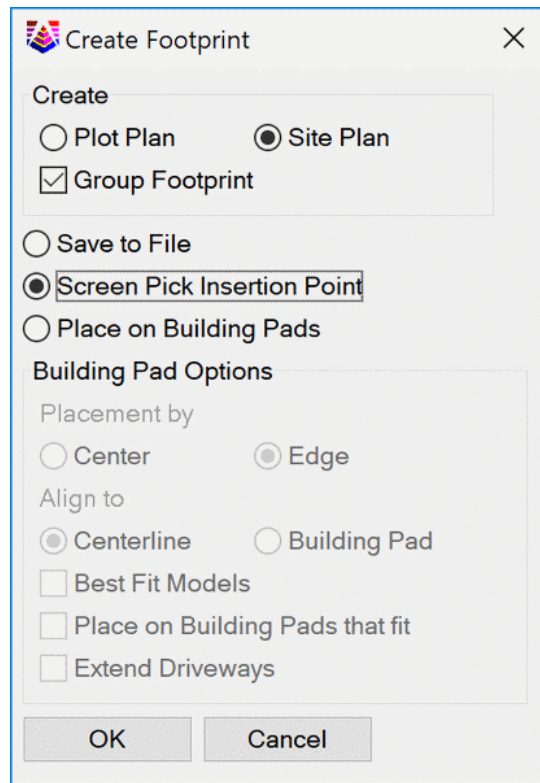 Create Footprint
Create
Plot Plan Site Plan
Group Footprint
Save to File
Screen Pick Insertion Point
Place on Building Pads
Building Pad Options
Placement by
Center Edge
Align to
Centerline Building Pad
Best Fit Models
Place on Building Pads that fit
Extend Driveways
OK Cancel